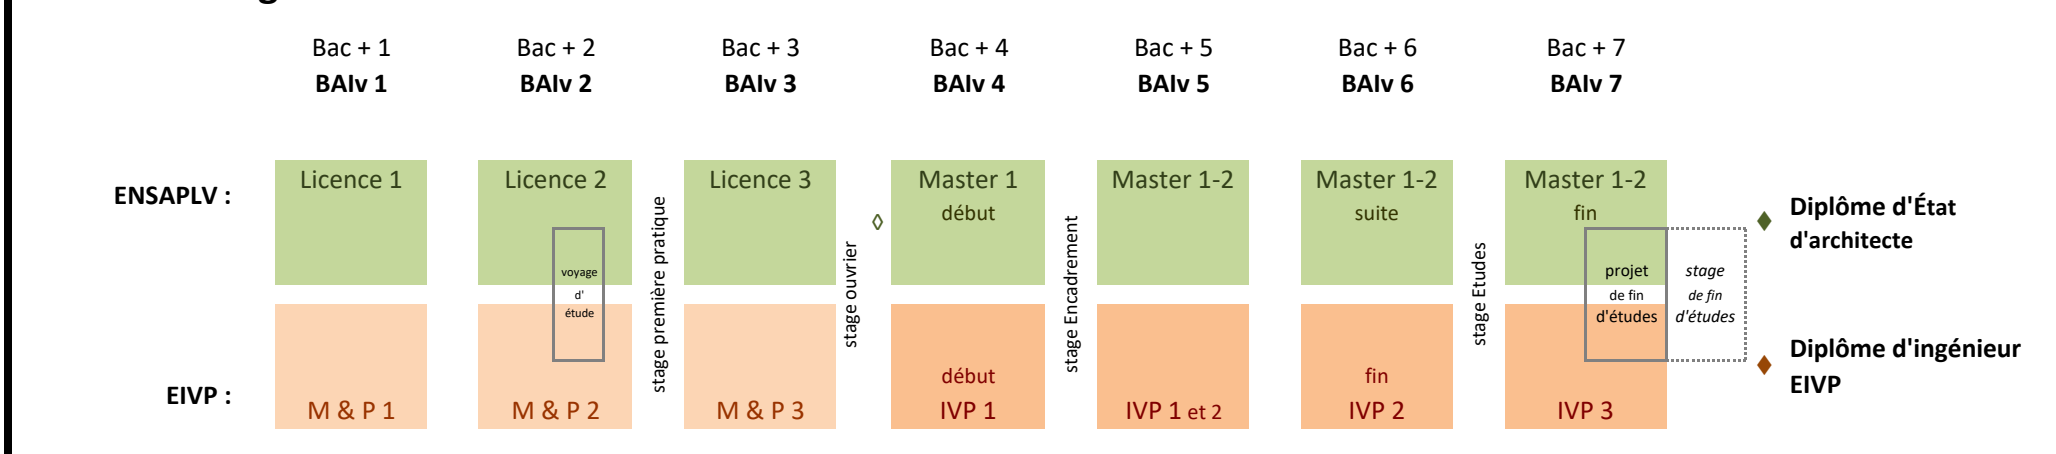 Bac + 1 Bac + 2 Bac + 3 Bac + 4 Bac + 5 Bac + 6 Bac + 7
BAIv 1 BAIv 2 BAIv 3 BAIv 4 BAIv 5 BAIv 6 BAIv 7
ENSAPLV :
Licence 1
Licence 2
Licence 3
Master 1
début
Master 1-2
Master 1-2
suite
Master 1-2
fin
voyage
d'
étude
stage première pratique
stage ouvrier
stage Encadrement
stage Etudes
projet
de fin
d'études
stage
de fin
d'études
Diplôme d'État
d'architecte
EIVP :
M & P 1
M & P 2
M & P 3
début
IVP 1
IVP 1 et 2
fin
IVP 2
IVP 3
Diplôme d'ingénieur
EIVP